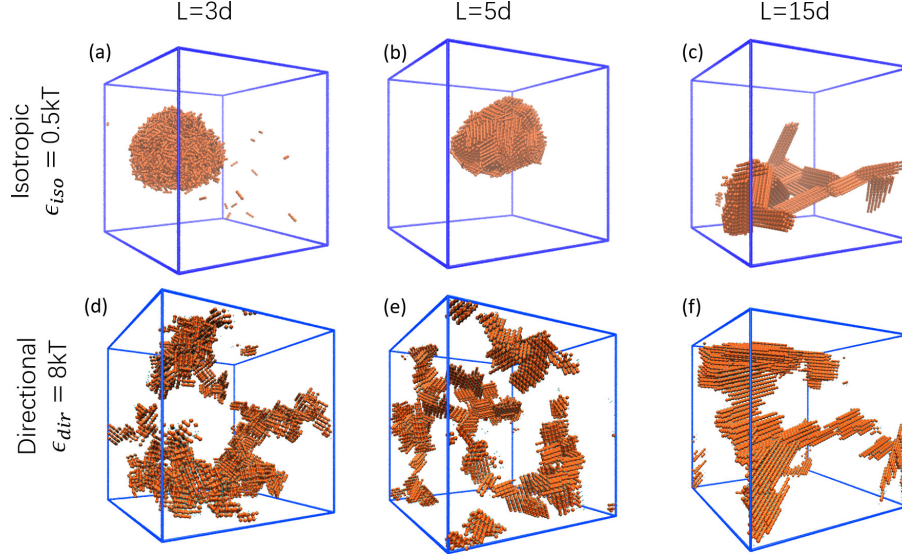 L=3d
L=5d
L=15d
(a)
(b)
(c)
Isotropic
ϵ_iso = 0.5kT
(d)
(e)
(f)
Directional
ϵ_dir = 8kT